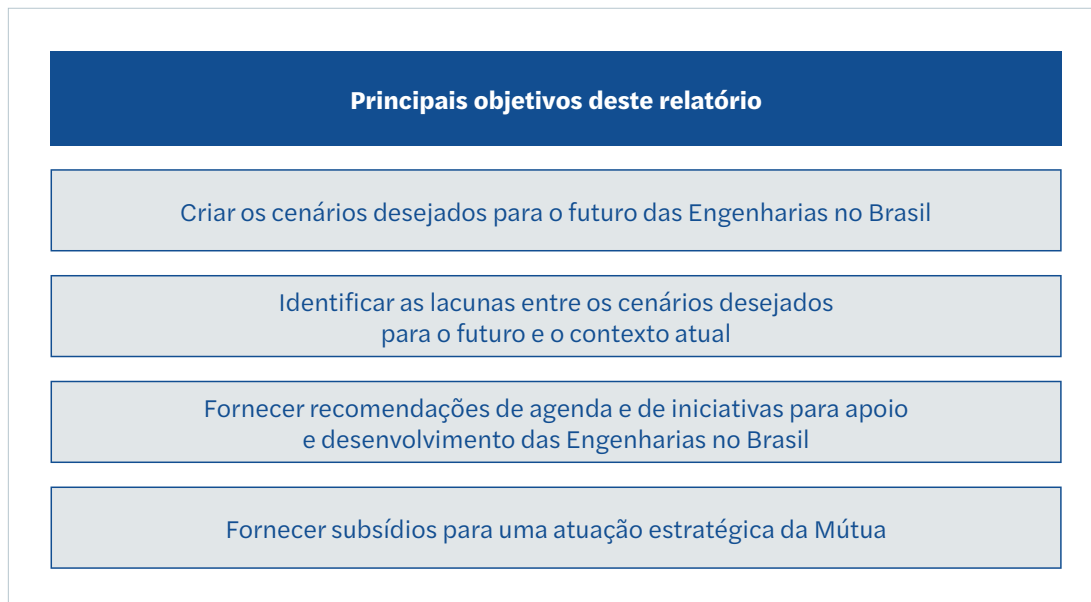 Principais objetivos deste relatório
Criar os cenários desejados para o futuro das Engenharias no Brasil
Identificar as lacunas entre os cenários desejados
para o futuro e o contexto atual
Fornecer recomendações de agenda e de iniciativas para apoio
e desenvolvimento das Engenharias no Brasil
Fornecer subsídios para uma atuação estratégica da Mútua